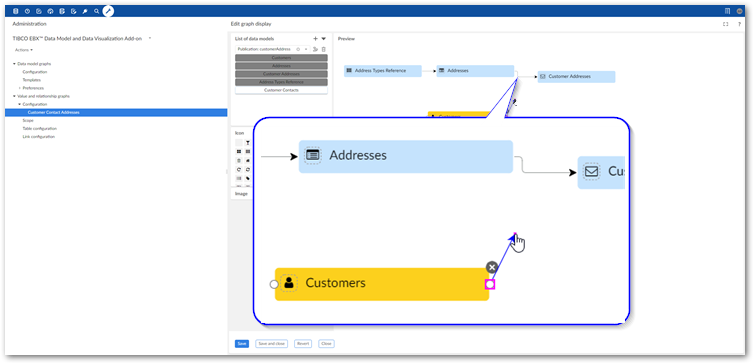 Administration
Edit graph display
TIBCO EBX™ Data Model and Data Visualization Add-on
Actions
Data model graphs
Configuration
Templates
Preferences
Value and relationship graphs
Configuration
Customer Contact Addresses
Scope
Table configuration
Link configuration
List of data models
Publication: customerAddress
Customers
Addresses
Customer Addresses
Address Types Reference
Customer Contacts
Icon
Image
Preview
Address Types Reference
Addresses
Customer Addresses
Addresses
Cus
Customers
Save
Save and close
Revert
Close